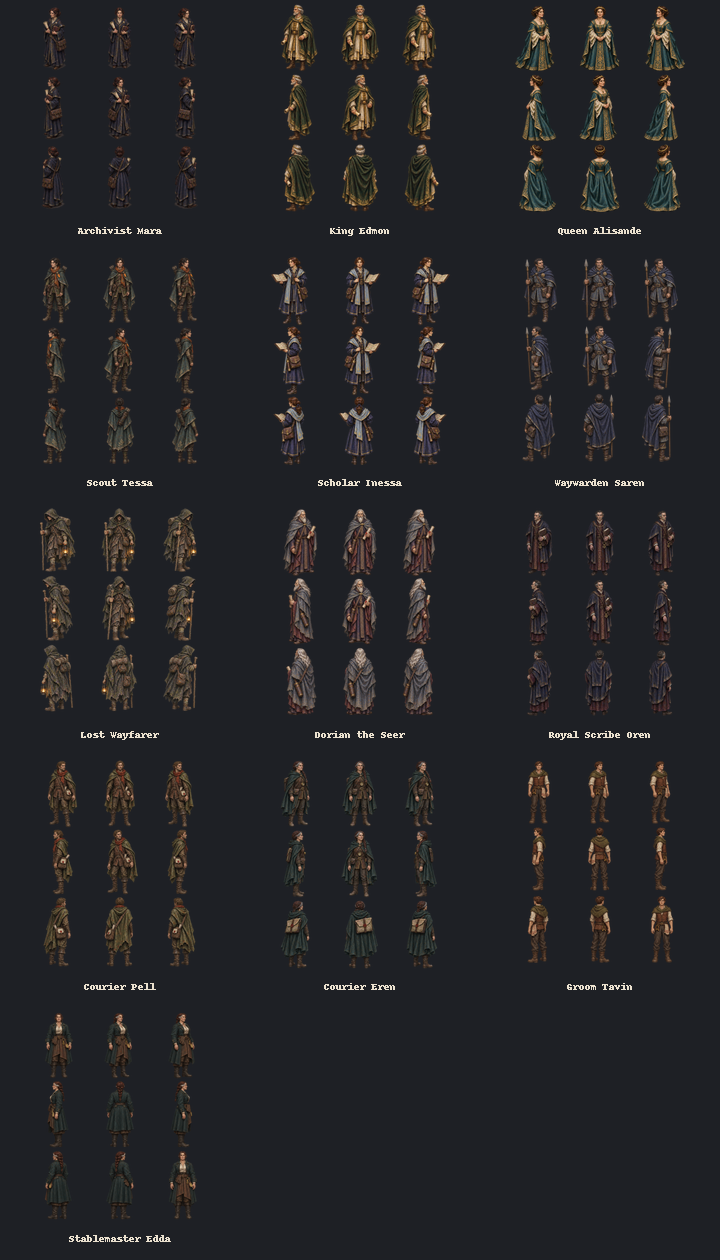 Archivist Mara
King Edmon
Queen Alisande
Scout Tessa
Scholar Inessa
Waywarden Saren
Lost Wayfarer
Dorian the Seer
Royal Scribe Oren
Courier Pell
Courier Eren
Groom Tavin
Stablemaster Edda